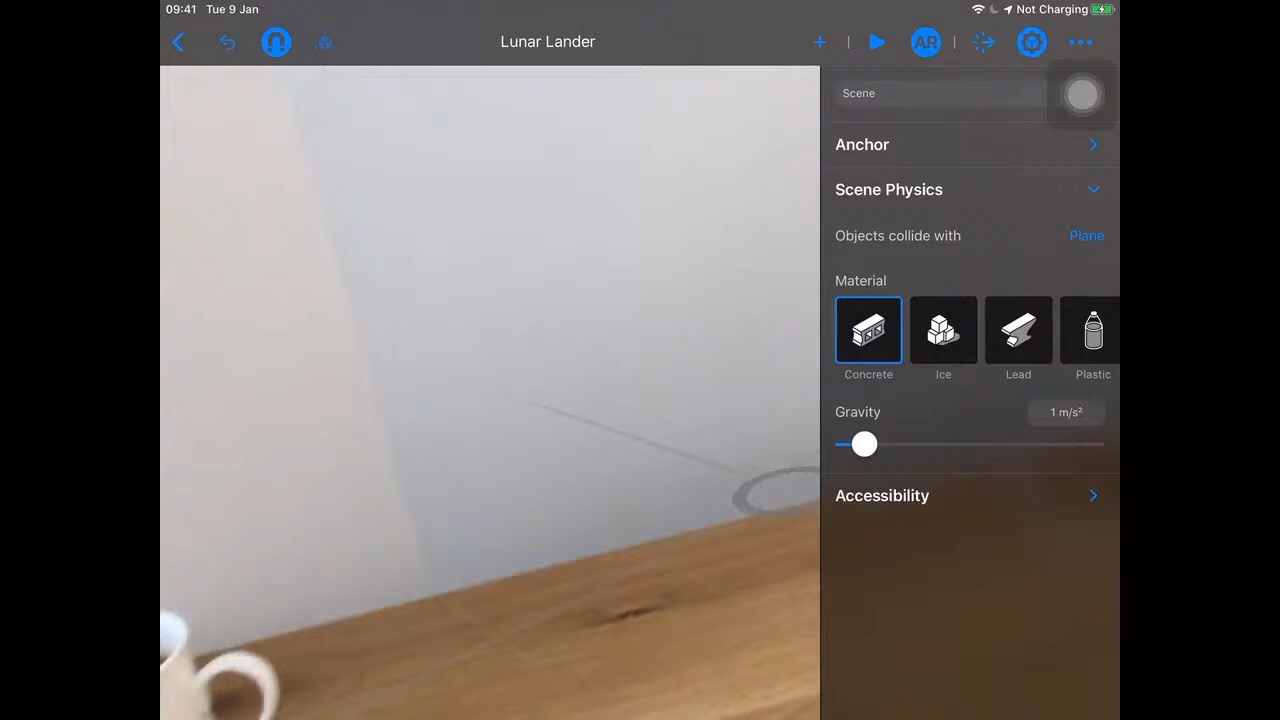 09:41 Tue 9 Jan
Not Charging
Lunar Lander
AR
Scene
Anchor
Scene Physics
Objects collide with
Plane
Material
Concrete
Ice
Lead
Plastic
Gravity
1 m/s²
Accessibility